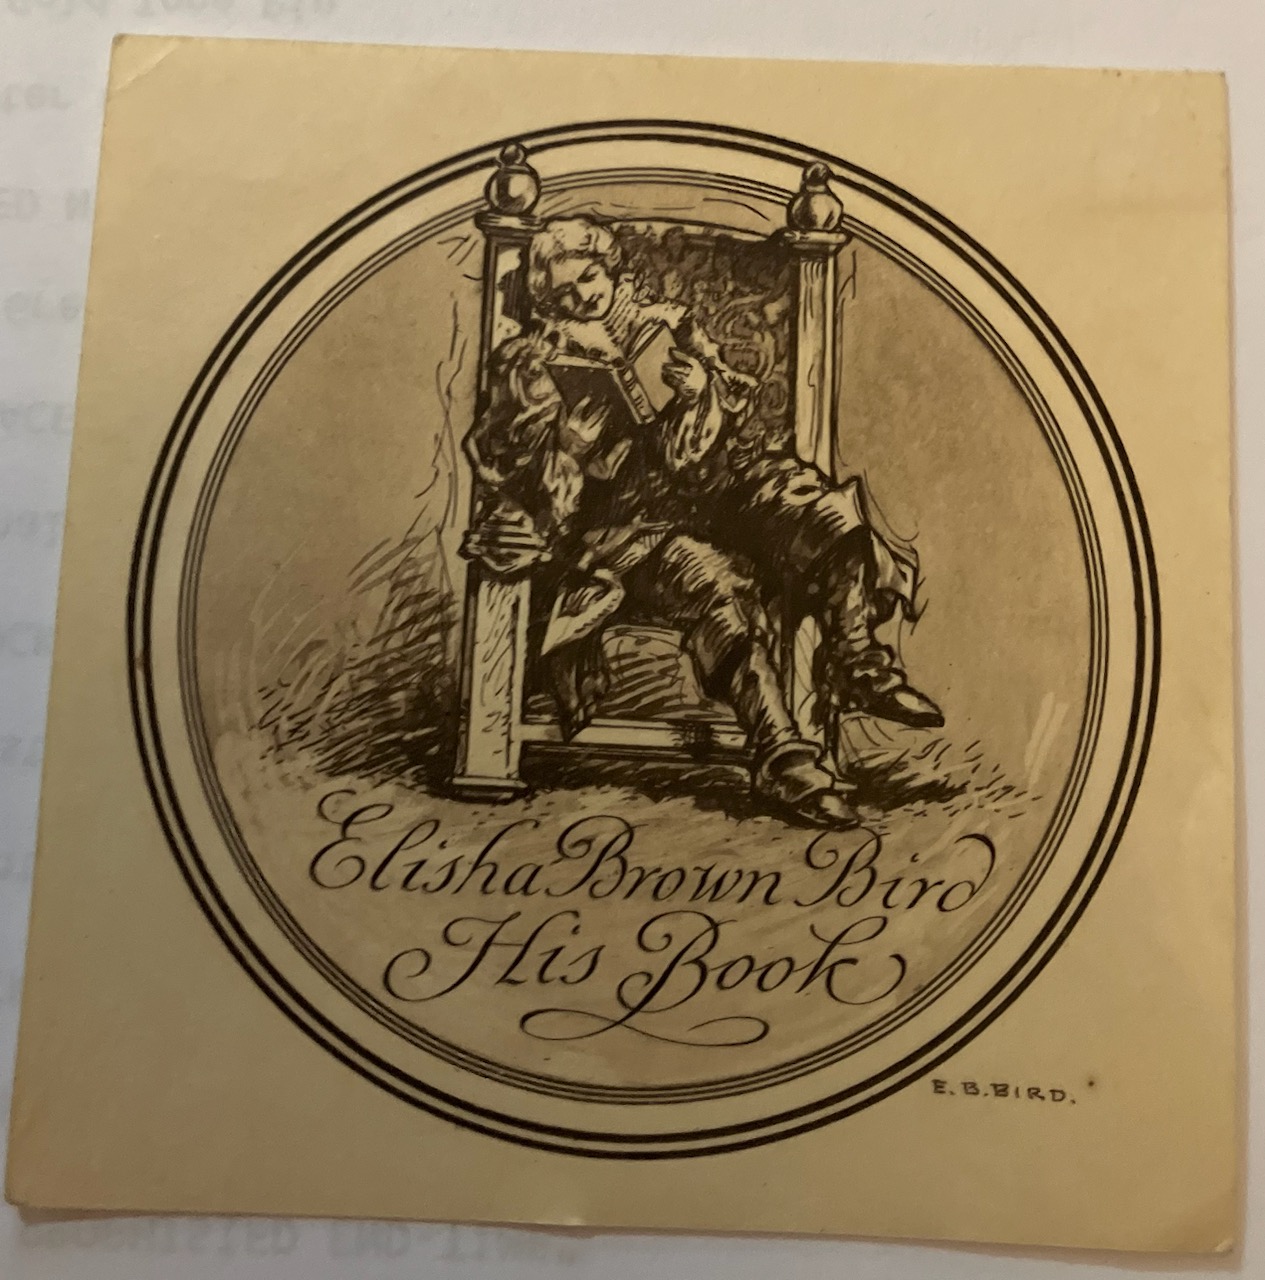 Elisha Brown Bird
His Book
E. B. BIRD.